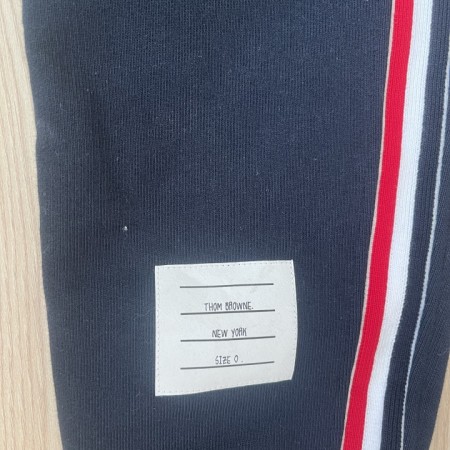 THOM BROWNE.
NEW YORK
SIZE 0